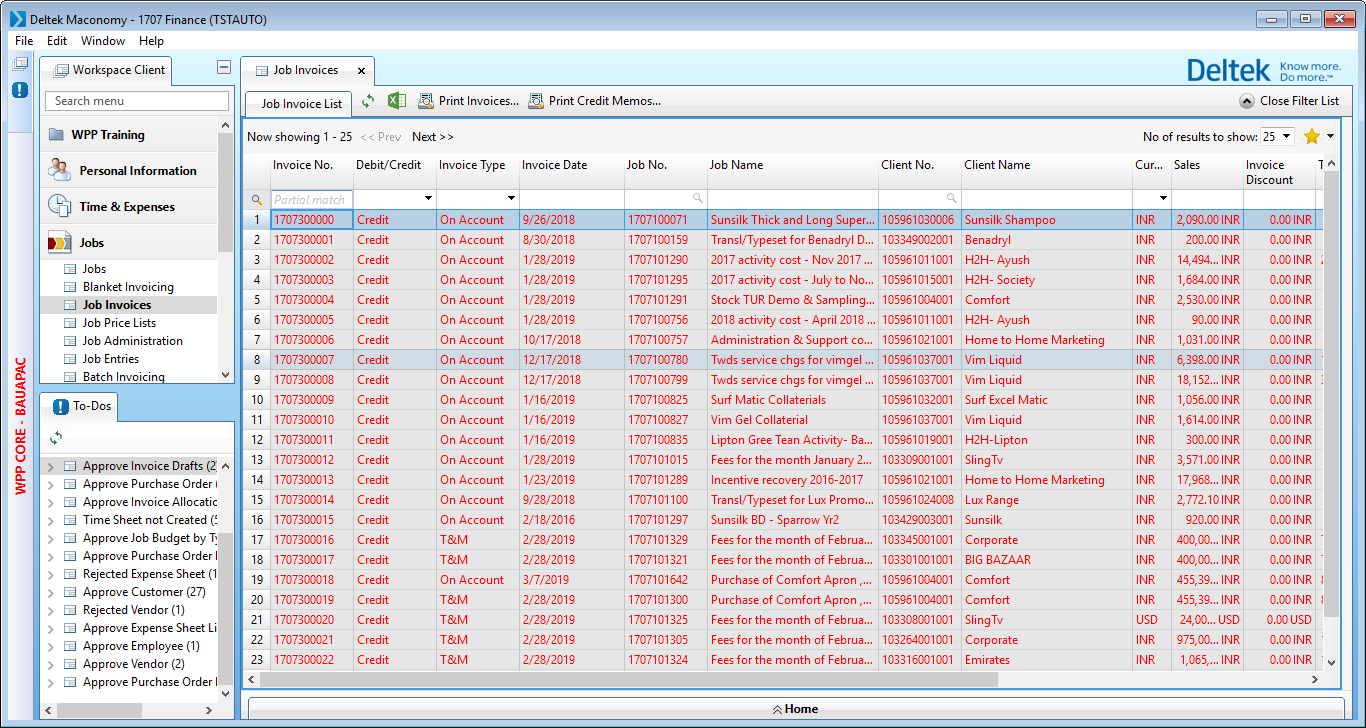 Deltek Maconomy - 1707 Finance (TSTAUTO)
File Edit Window Help
Workspace Client
Job Invoices
Deltek Know more. Do more.™
Search menu
Job Invoice List Print Invoices... Print Credit Memos... Close Filter List
WPP Training
Personal Information
Time & Expenses
Jobs
Jobs
Blanket Invoicing
Job Invoices
Job Price Lists
Job Administration
Job Entries
Batch Invoicing
WPP CORE - BAUAPAC
To-Dos
Approve Invoice Drafts (2
Approve Purchase Order (
Approve Invoice Allocatic
Time Sheet not Created (5
Approve Job Budget by Ty
Approve Purchase Order
Rejected Expense Sheet (1
Approve Customer (27)
Rejected Vendor (1)
Approve Expense Sheet Li
Approve Employee (1)
Approve Vendor (2)
Approve Purchase Order
Now showing 1 - 25 << Prev Next >> No of results to show: 25
Invoice No. Debit/Credit Invoice Type Invoice Date Job No. Job Name Client No. Client Name Cur... Sales Invoice Discount T
Partial match
1 1707300000 Credit On Account 9/26/2018 1707100071 Sunsilk Thick and Long Super... 105961030006 Sunsilk Shampoo INR 2,090.00 INR 0.00 INR
2 1707300001 Credit On Account 8/30/2018 1707100159 Transl/Typeset for Benadryl D... 103349002001 Benadryl INR 200.00 INR 0.00 INR
3 1707300002 Credit On Account 1/28/2019 1707101290 2017 activity cost - Nov 2017 ... 105961011001 H2H- Ayush INR 14,494... INR 0.00 INR
4 1707300003 Credit On Account 1/28/2019 1707101295 2017 activity cost - July to No... 105961015001 H2H- Society INR 1,684.00 INR 0.00 INR
5 1707300004 Credit On Account 1/28/2019 1707101291 Stock TUR Demo & Sampling... 105961004001 Comfort INR 2,530.00 INR 0.00 INR
6 1707300005 Credit On Account 1/28/2019 1707100756 2018 activity cost - April 2018 ... 105961011001 H2H- Ayush INR 90.00 INR 0.00 INR
7 1707300006 Credit On Account 10/17/2018 1707100757 Administration & Support co... 105961021001 Home to Home Marketing INR 1,031.00 INR 0.00 INR
8 1707300007 Credit On Account 12/17/2018 1707100780 Twds service chgs for vimgel ... 105961037001 Vim Liquid INR 6,398.00 INR 0.00 INR
9 1707300008 Credit On Account 12/17/2018 1707100799 Twds service chgs for vimgel ... 105961037001 Vim Liquid INR 18,152... INR 0.00 INR
10 1707300009 Credit On Account 1/16/2019 1707100825 Surf Matic Collaterials 105961032001 Surf Excel Matic INR 1,056.00 INR 0.00 INR
11 1707300010 Credit On Account 1/16/2019 1707100827 Vim Gel Collaterial 105961037001 Vim Liquid INR 1,614.00 INR 0.00 INR
12 1707300011 Credit On Account 1/16/2019 1707100835 Lipton Gree Tean Activity- Ba... 105961019001 H2H-Lipton INR 300.00 INR 0.00 INR
13 1707300012 Credit On Account 1/28/2019 1707101015 Fees for the month January 2... 103309001001 SlingTv INR 3,571.00 INR 0.00 INR
14 1707300013 Credit On Account 1/23/2019 1707101289 Incentive recovery 2016-2017 105961021001 Home to Home Marketing INR 17,968... INR 0.00 INR
15 1707300014 Credit On Account 9/28/2018 1707101100 Transl/Typeset for Lux Promo... 105961024008 Lux Range INR 2,772.10 INR 0.00 INR
16 1707300015 Credit On Account 2/18/2016 1707101297 Sunsilk BD - Sparrow Yr2 103429003001 Sunsilk INR 920.00 INR 0.00 INR
17 1707300016 Credit T&M 2/28/2019 1707101329 Fees for the month of Februa... 103345001001 Corporate INR 400,00... INR 0.00 INR
18 1707300017 Credit T&M 2/28/2019 1707101321 Fees for the month of Februa... 103301001001 BIG BAZAAR INR 400,00... INR 0.00 INR
19 1707300018 Credit On Account 3/7/2019 1707101642 Purchase of Comfort Apron ,... 105961004001 Comfort INR 455,39... INR 0.00 INR
20 1707300019 Credit T&M 2/28/2019 1707101300 Purchase of Comfort Apron ,... 105961004001 Comfort INR 455,39... INR 0.00 INR
21 1707300020 Credit T&M 2/28/2019 1707101325 Fees for the month of Februa... 103308001001 SlingTv USD 24,00... USD 0.00 USD
22 1707300021 Credit T&M 2/28/2019 1707101305 Fees for the month of Februa... 103264001001 Corporate INR 975,00... INR 0.00 INR
23 1707300022 Credit T&M 2/28/2019 1707101324 Fees for the month of Februa... 103316001001 Emirates INR 1,065,... INR 0.00 INR
Home